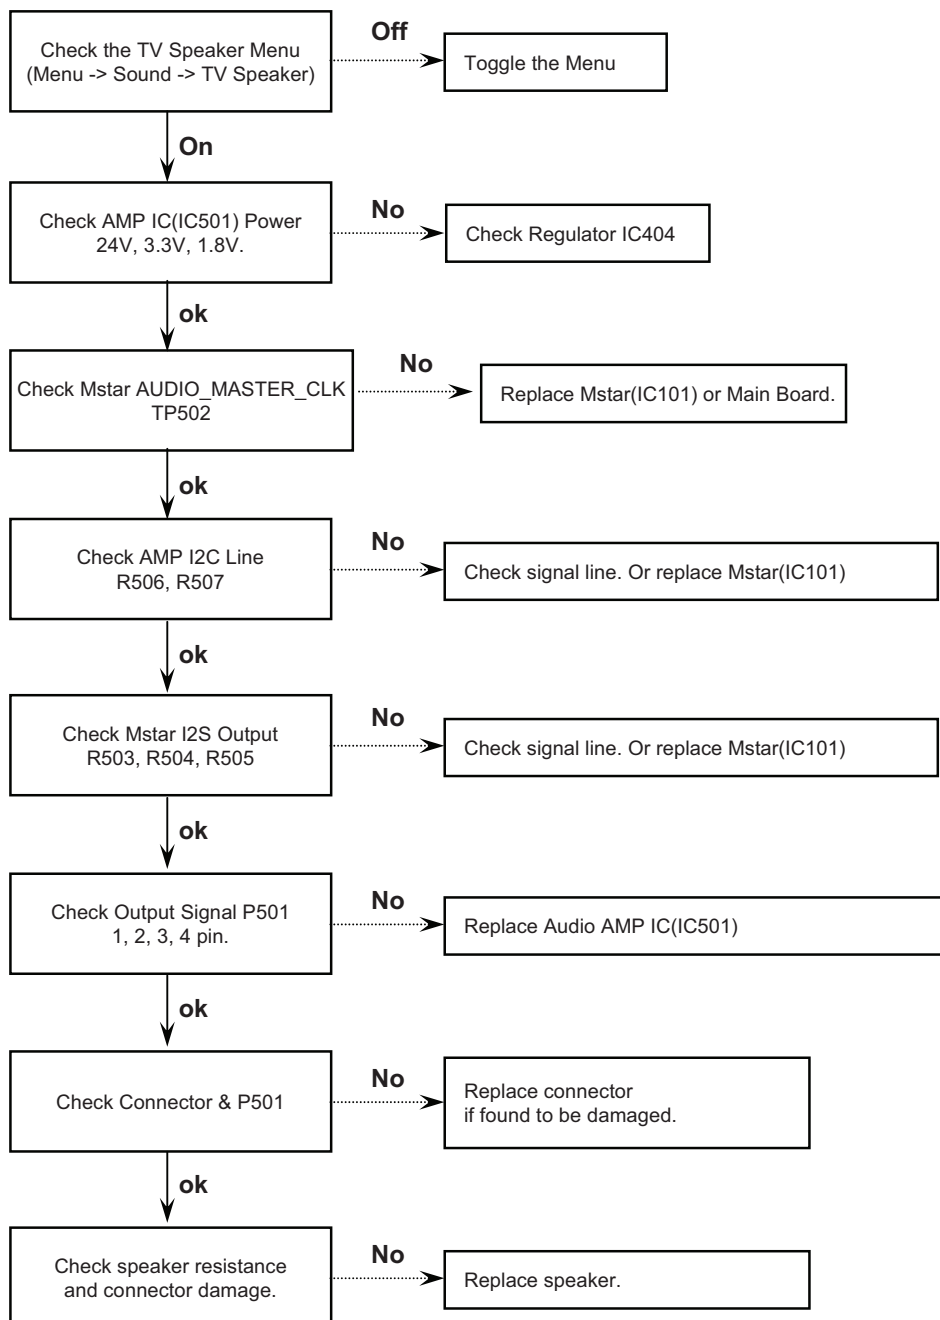 Check the TV Speaker Menu
(Menu -> Sound -> TV Speaker)
Off
Toggle the Menu
On
Check AMP IC(IC501) Power
24V, 3.3V, 1.8V.
No
Check Regulator IC404
ok
Check Mstar AUDIO_MASTER_CLK
TP502
No
Replace Mstar(IC101) or Main Board.
ok
Check AMP I2C Line
R506, R507
No
Check signal line. Or replace Mstar(IC101)
ok
Check Mstar I2S Output
R503, R504, R505
No
Check signal line. Or replace Mstar(IC101)
ok
Check Output Signal P501
1, 2, 3, 4 pin.
No
Replace Audio AMP IC(IC501)
ok
Check Connector & P501
No
Replace connector
if found to be damaged.
ok
Check speaker resistance
and connector damage.
No
Replace speaker.